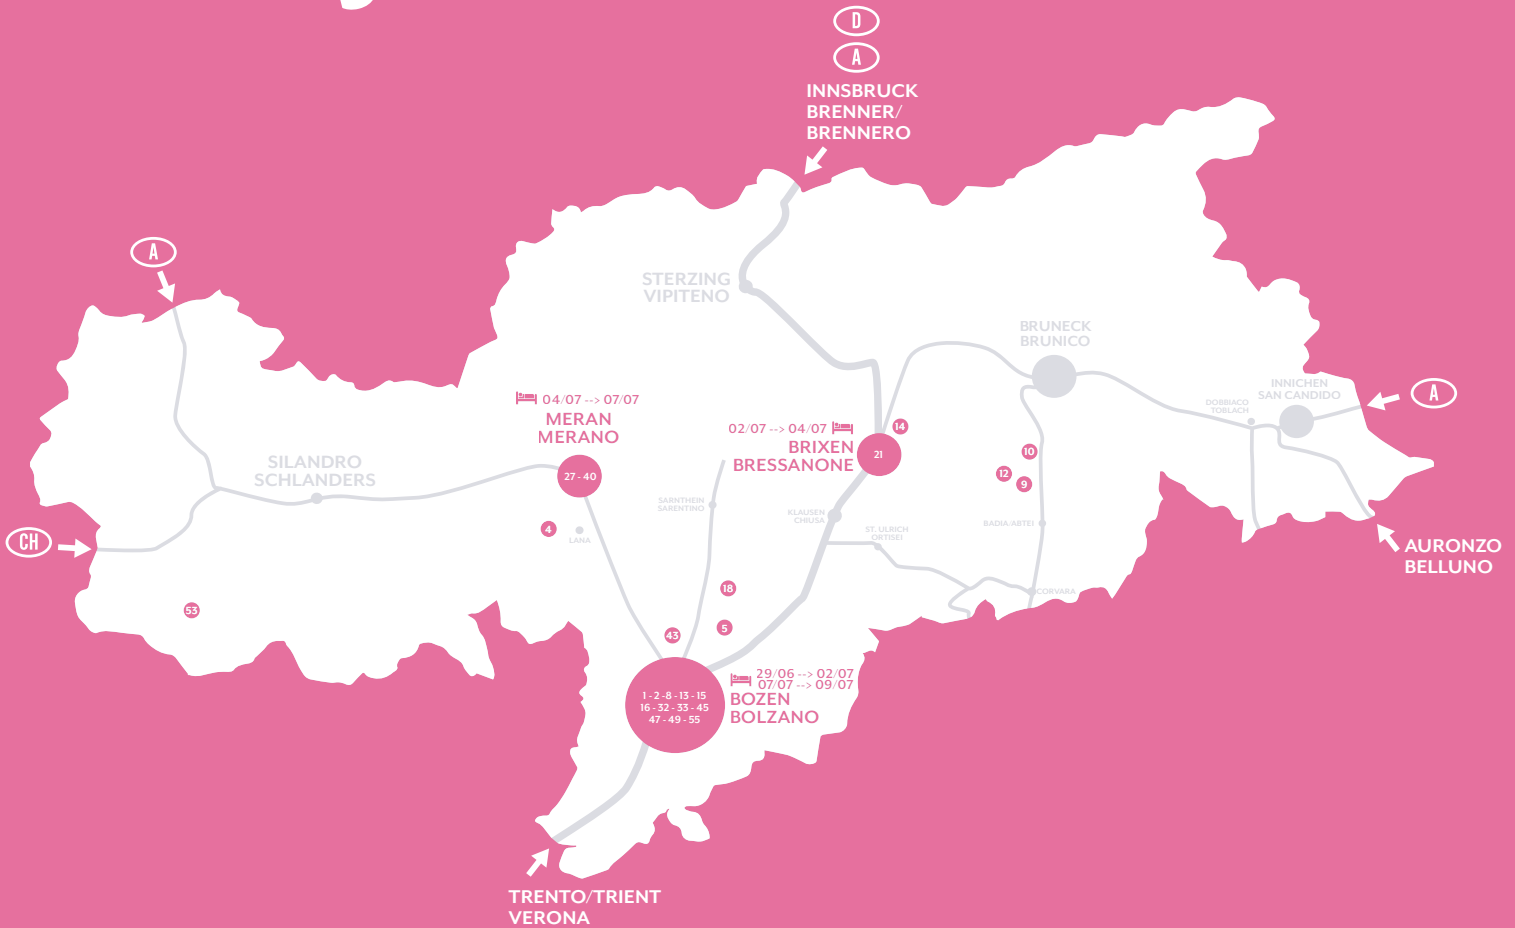 D
A
INNSBRUCK
BRENNER/
BRENNERO
A
STERZING
VIPITENO
BRUNECK
BRUNICO
INNICHEN
SAN CANDIDO
A
DOBBIACO
TOBLACH
04/07 --> 07/07
MERAN
MERANO
27 - 40
02/07 --> 04/07
BRIXEN
BRESSANONE
21
14
10
12
9
SILANDRO
SCHLANDERS
SARNTHEIN
SARENTINO
KLAUSEN
CHIUSA
ST. ULRICH
ORTISEI
BADIA/ABTEI
4
LANA
CH
AURONZO
BELLUNO
CORVARA
53
18
5
43
29/06 --> 02/07
07/07 --> 09/07
BOZEN
BOLZANO
1 - 2 -8 - 13 - 15
16 - 32 - 33 - 45
47 - 49 - 55
TRENTO/TRIENT
VERONA